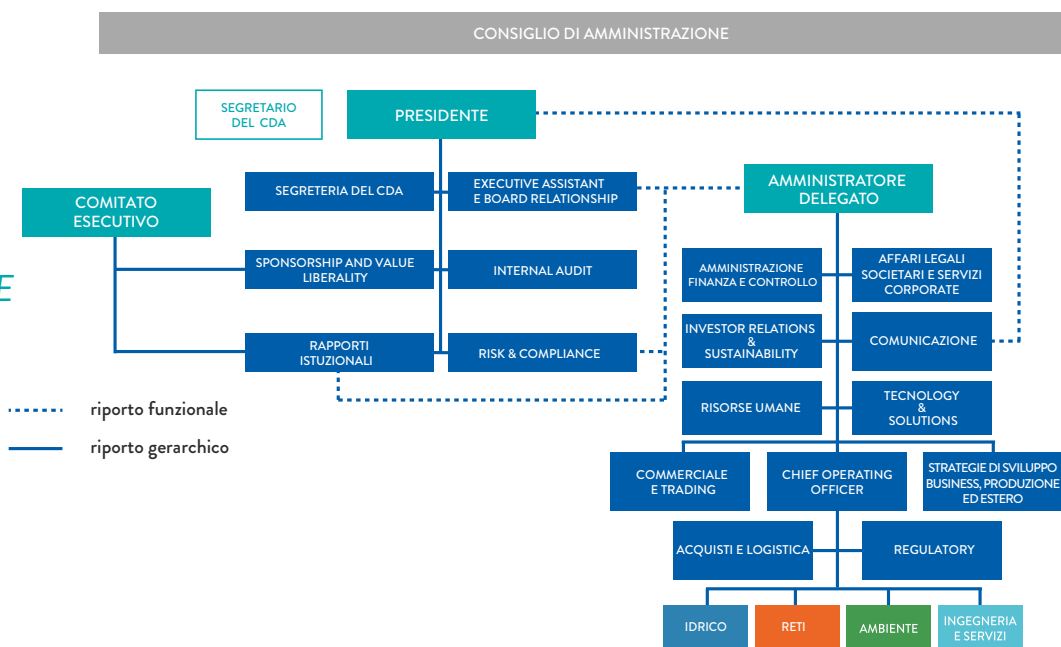 CONSIGLIO DI AMMINISTRAZIONE
SEGRETARIO
DEL CDA
PRESIDENTE
COMITATO
ESECUTIVO
SEGRETERIA DEL CDA
EXECUTIVE ASSISTANT
E BOARD RELATIONSHIP
AMMINISTRATORE
DELEGATO
SPONSORSHIP AND VALUE
LIBERALITY
INTERNAL AUDIT
AMMINISTRAZIONE
FINANZA E CONTROLLO
AFFARI LEGALI
SOCIETARI E SERVIZI
CORPORATE
E
RAPPORTI
ISTUZIONALI
RISK & COMPLIANCE
INVESTOR RELATIONS
&
SUSTAINABILITY
COMUNICAZIONE
riporto funzionale
riporto gerarchico
RISORSE UMANE
TECNOLOGY
&
SOLUTIONS
COMMERCIALE
E TRADING
CHIEF OPERATING
OFFICER
STRATEGIE DI SVILUPPO
BUSINESS, PRODUZIONE
ED ESTERO
ACQUISTI E LOGISTICA
REGULATORY
IDRICO
RETI
AMBIENTE
INGEGNERIA
E SERVIZI